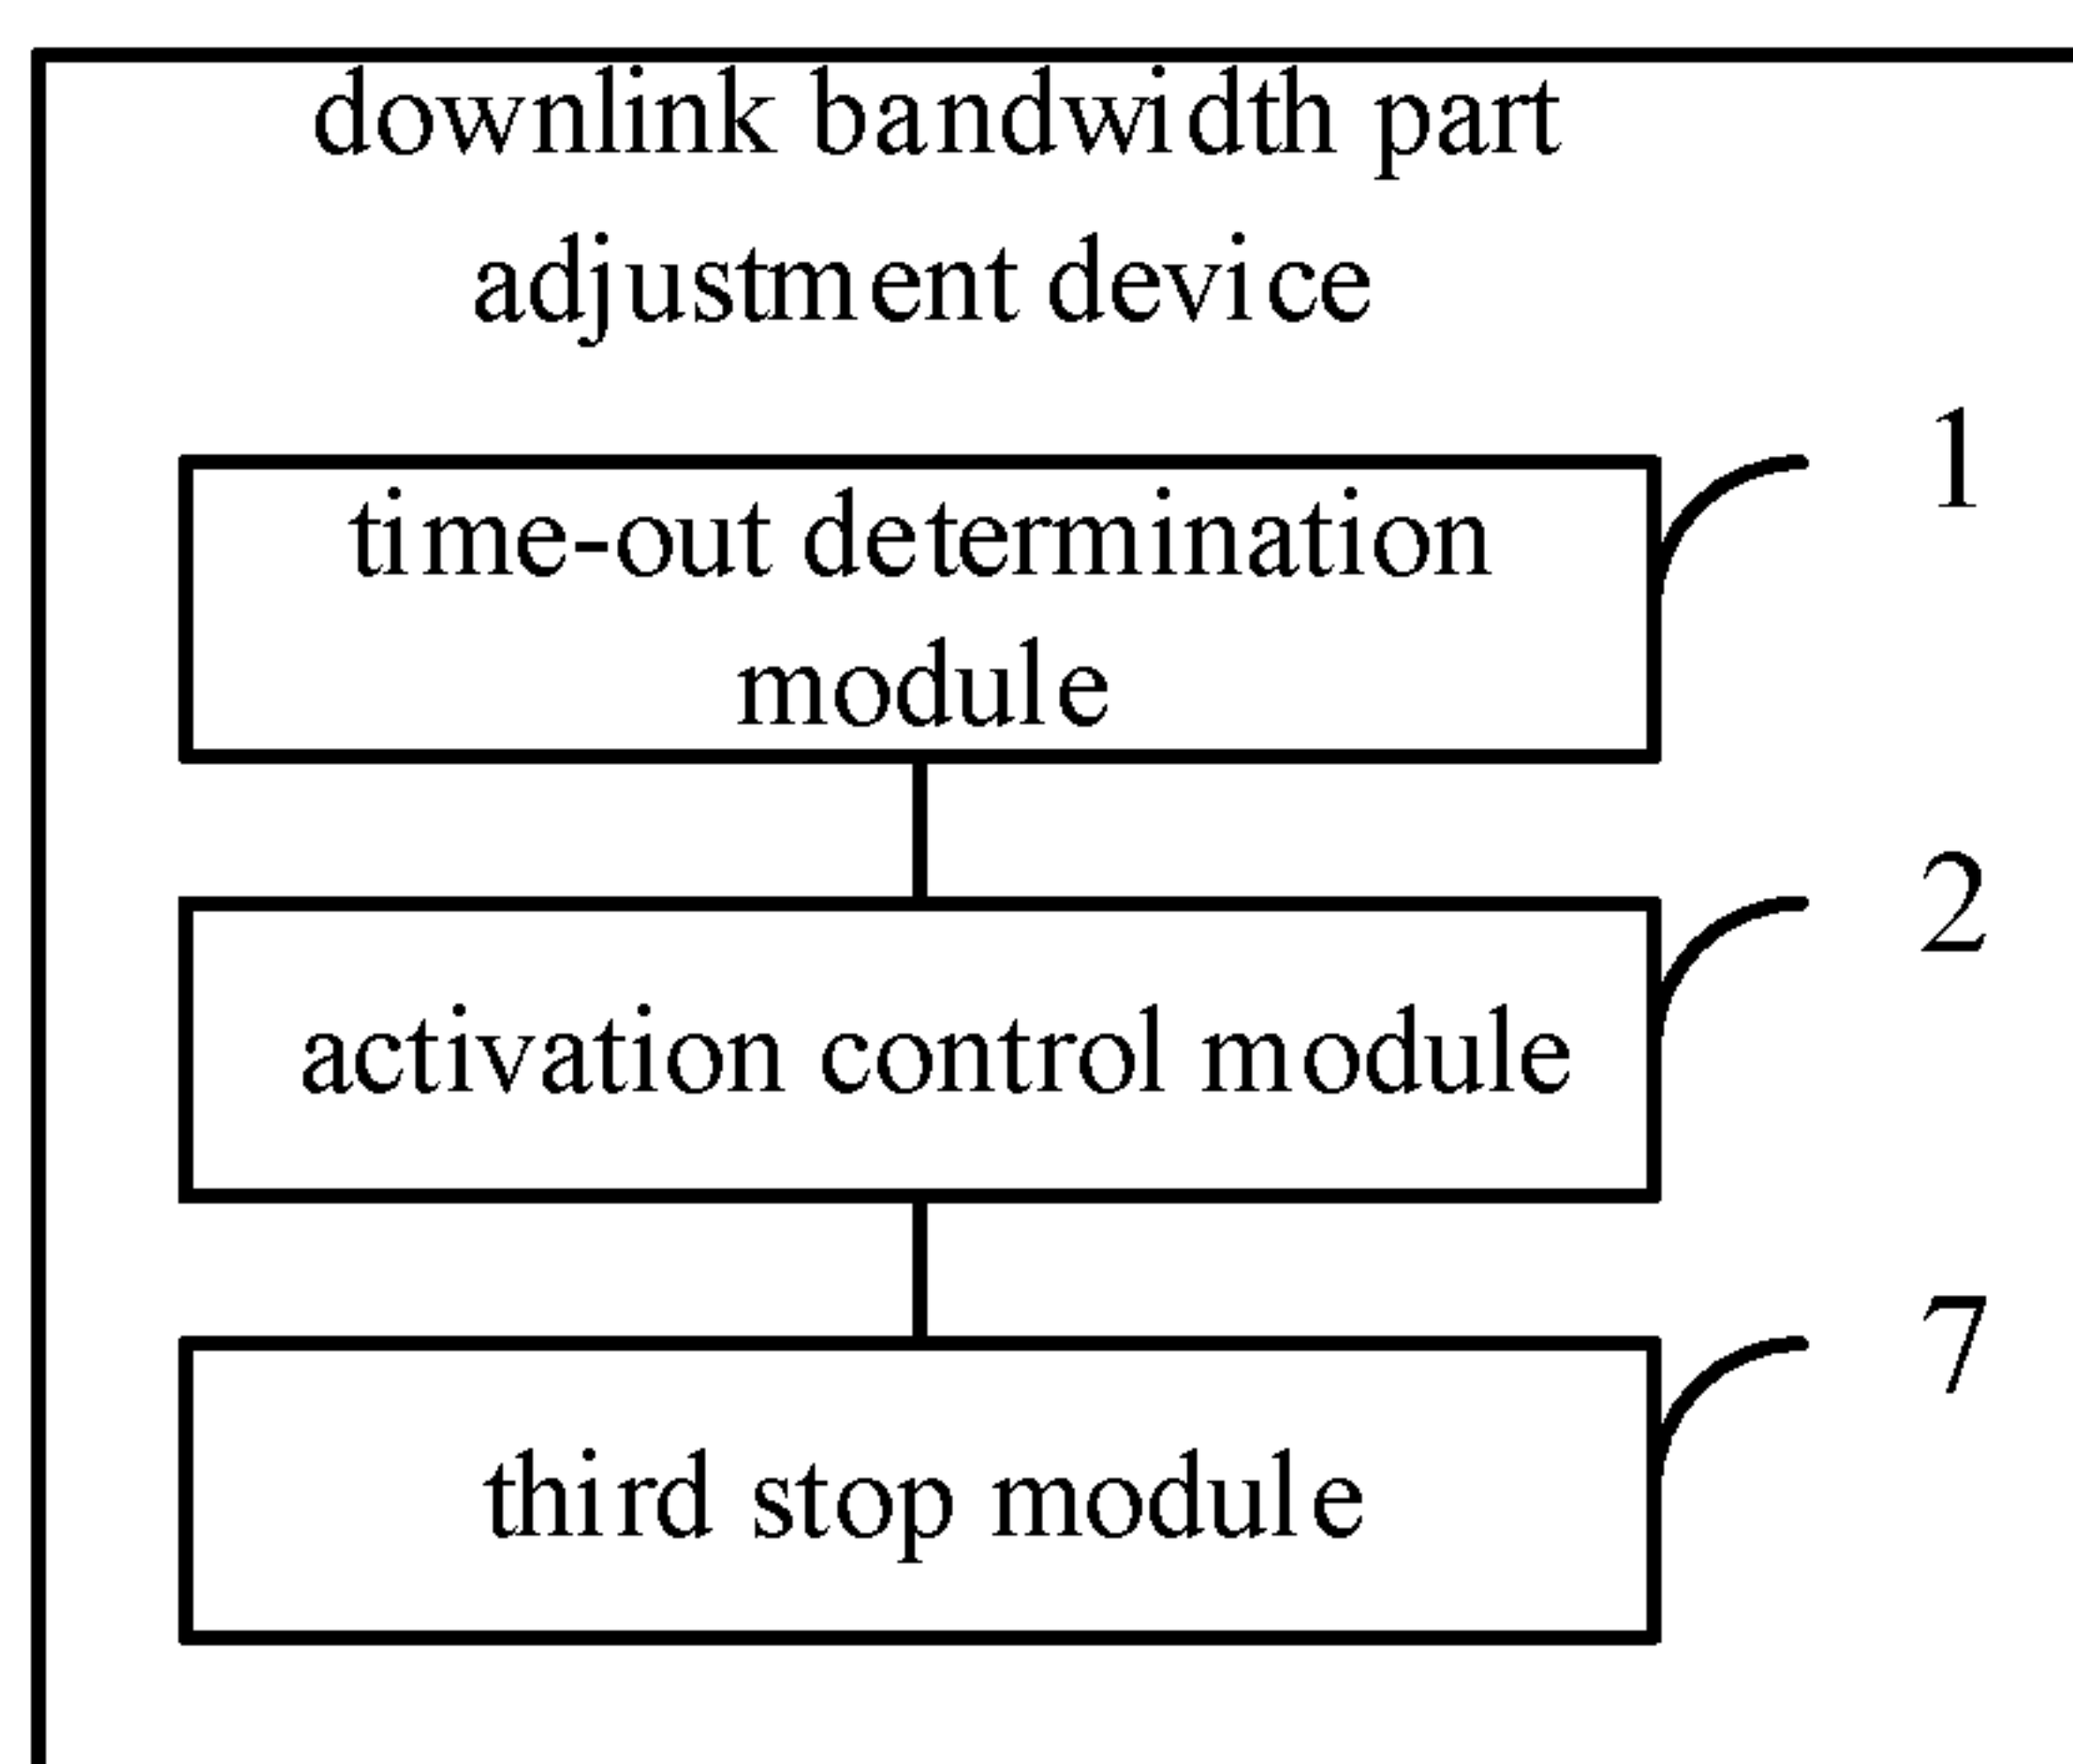 downlink bandwidth part
adjustment device
1
time-out determination
module
2
activation control module
7
third stop module